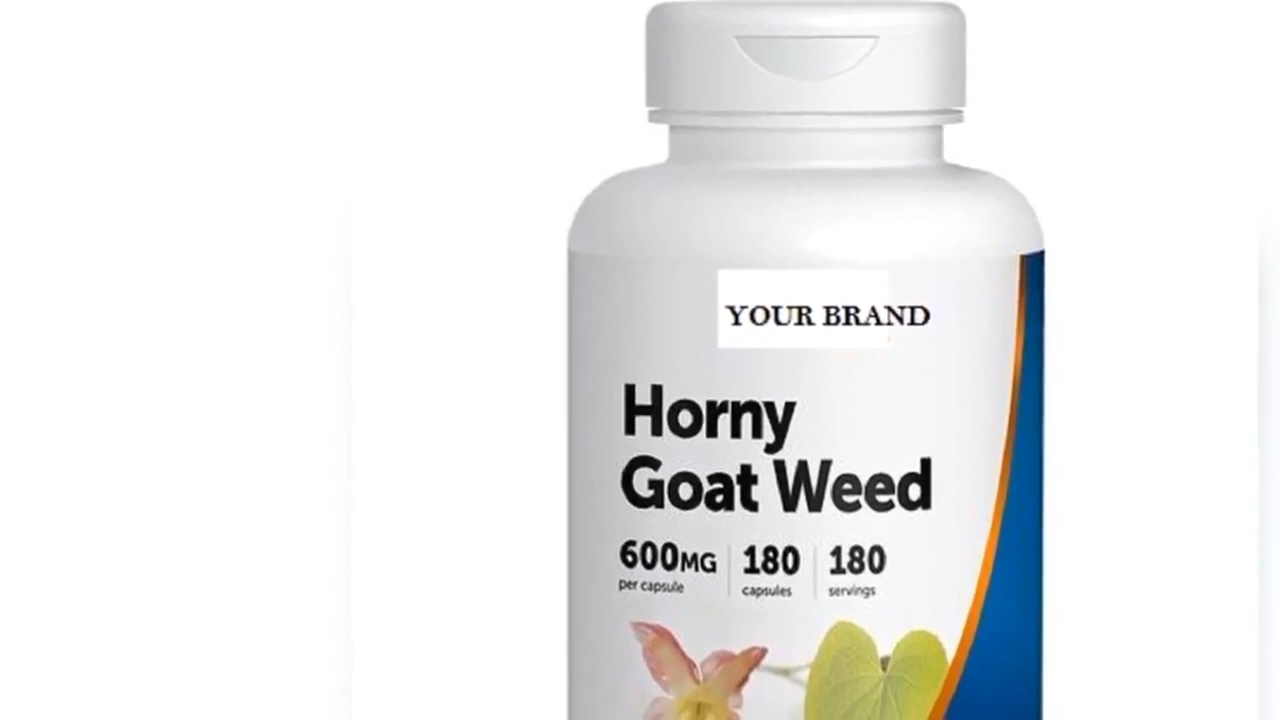 YOUR BRAND
Horny
Goat Weed
600MG 180 180
per capsule capsules servings